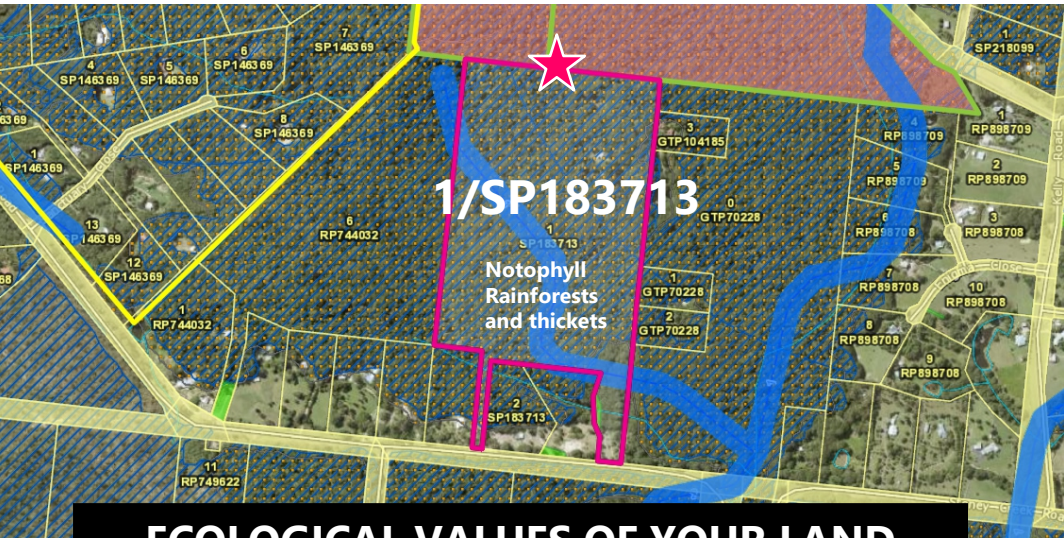 7
SP146369
1
SP218099
6
SP146369
4
SP146369
5
SP146369
8
SP146369
3
GTP104185
4
RP898709
1
RP898709
1
SP146369
5
RP898709
2
RP898709
1/SP183713
0
GTP70228
6
RP744032
1
SP183713
13
SP146369
6
RP898708
3
RP898708
12
SP146369
Notophyll
Rainforests
and thickets
1
GTP70228
7
RP898708
10
RP898708
1
RP744032
2
GTP70228
8
RP898708
9
RP898708
2
SP183713
11
RP749622
ECOLOGICAL VALUES OF YOUR LAND